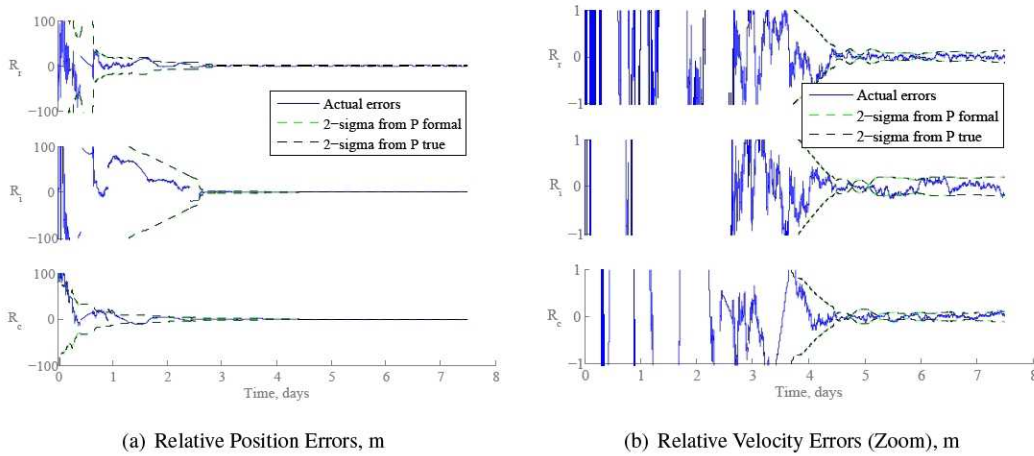 100
R_r 0
−100
Actual errors
2−sigma from P formal
2−sigma from P true
100
R_i 0
−100
100
R_c 0
−100
0 1 2 3 4 5 6 7 8
Time, days
(a) Relative Position Errors, m
1
R_r 0
−1
Actual errors
2−sigma from P formal
2−sigma from P true
1
R_i 0
−1
1
R_c 0
−1
0 1 2 3 4 5 6 7 8
Time, days
(b) Relative Velocity Errors (Zoom), m